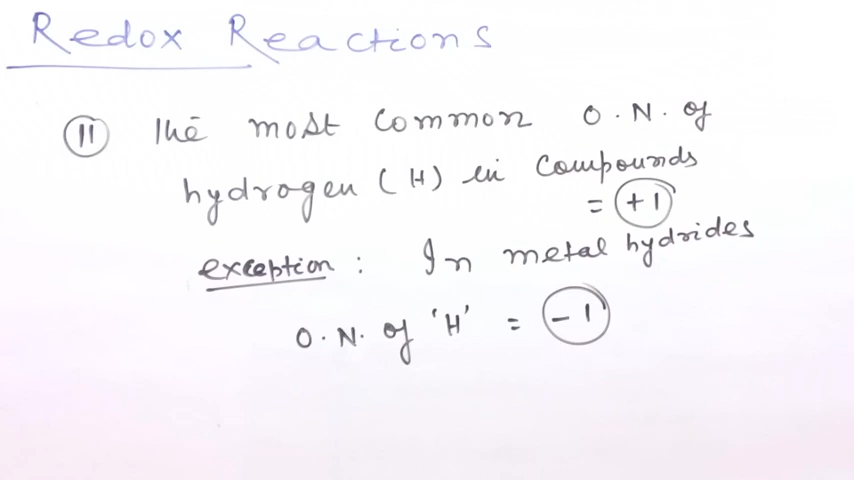 Redox Reactions
(11) The most common O.N. of
hydrogen (H) in compounds
= +1
exception : In metal hydrides
O.N. of 'H' = -1